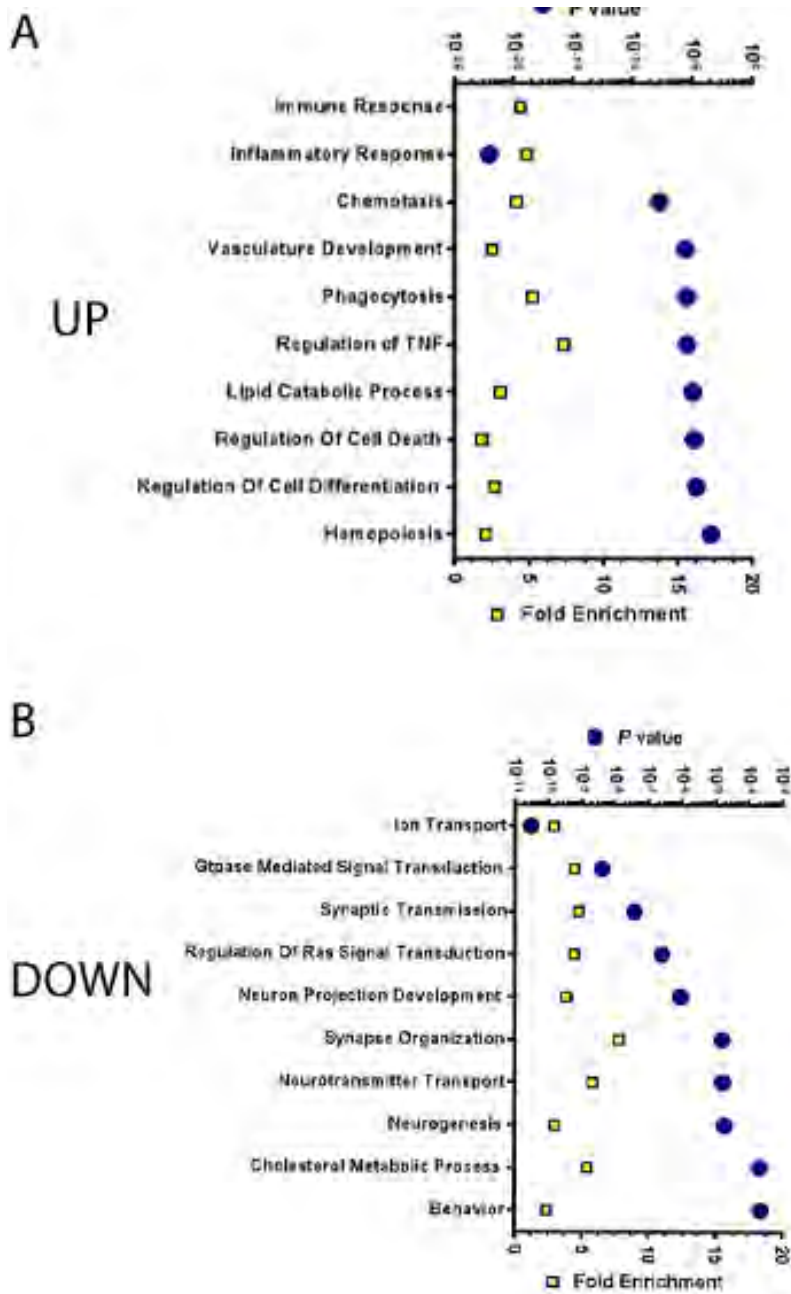 A
P value
Immune Response
Inflammatory Response
Chemotaxis
Vasculature Development
Phagocytosis
UP
Regulation of TNF
Lipid Catabolic Process
Regulation Of Cell Death
Regulation Of Cell Differentiation
Hemopoiesis
0 5 10 15 20
Fold Enrichment
B
P value
Ion Transport
Gtpase Mediated Signal Transduction
Synaptic Transmission
Regulation Of Ras Signal Transduction
DOWN
Neuron Projection Development
Synapse Organization
Neurotransmitter Transport
Neurogenesis
Cholesterol Metabolic Process
Behavior
0 5 10 15 20
Fold Enrichment